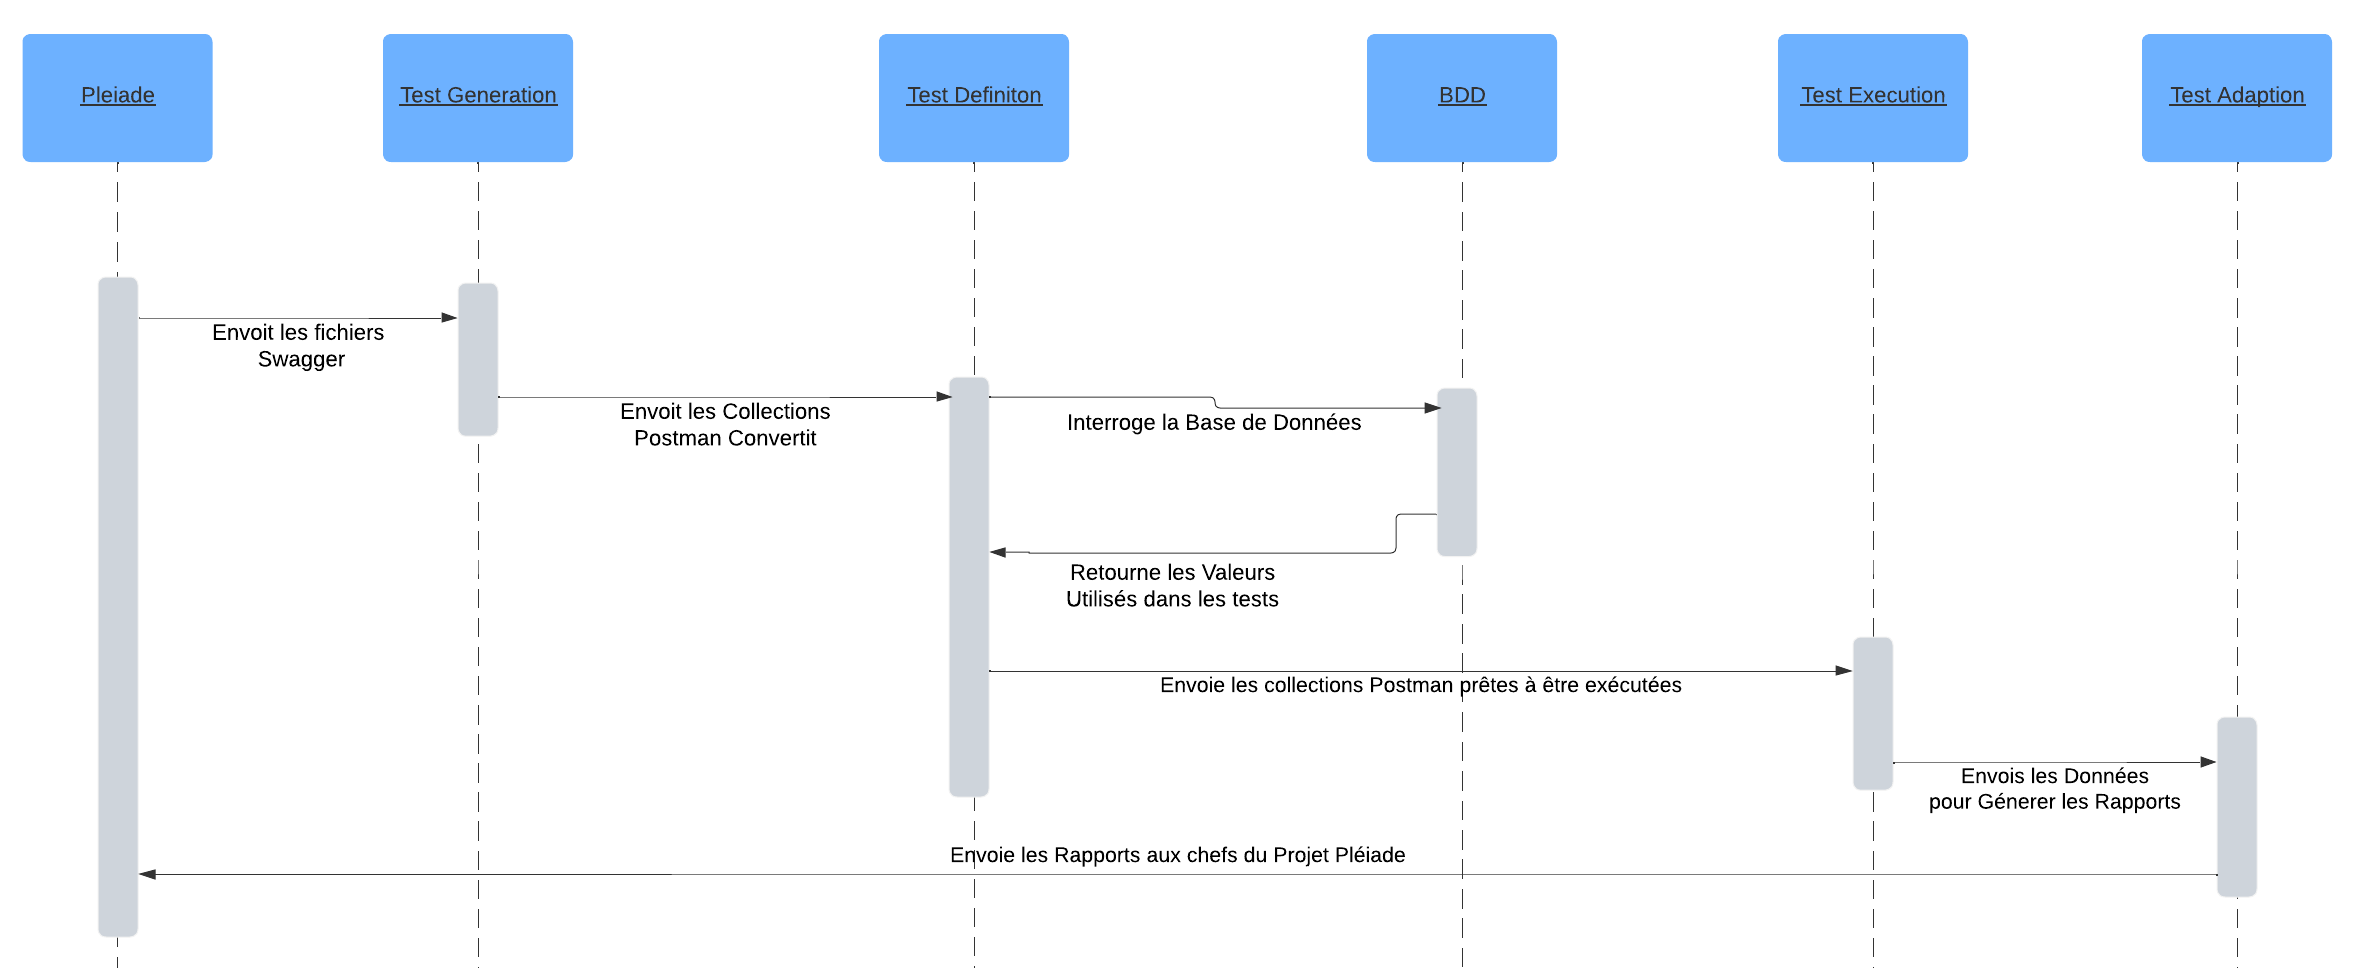 Pleiade
Test Generation
Test Definiton
BDD
Test Execution
Test Adaption
Envoit les fichiers
Swagger
Envoit les Collections
Postman Convertit
Interroge la Base de Données
Retourne les Valeurs
Utilisés dans les tests
Envoie les collections Postman prêtes à être exécutées
Envois les Données
pour Génerer les Rapports
Envoie les Rapports aux chefs du Projet Pléiade